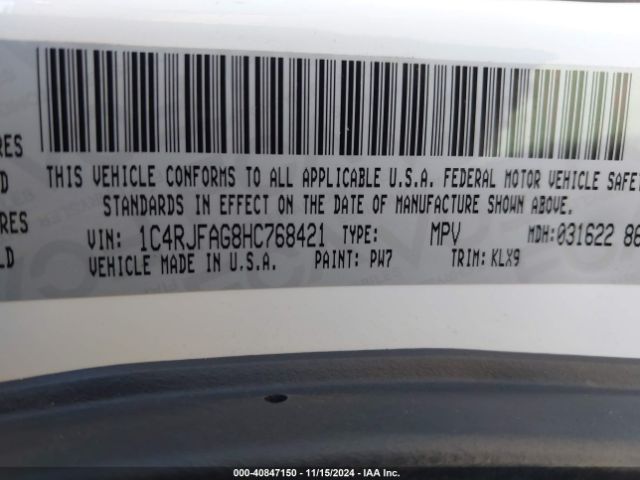 THIS VEHICLE CONFORMS TO ALL APPLICABLE U.S.A. FEDERAL MOTOR VEHICLE SAFET
RES
D
STANDARDS IN EFFECT ON THE DATE OF MANUFACTURE SHOWN ABOVE.
RES
VIN: 1C4RJFAG8HC768421 TYPE: MPV MDH:031622 86
LD
VEHICLE MADE IN U.S.A. PAINT: PW7 TRIM: KLX9
000-40847150 - 11/15/2024 - IAA Inc.